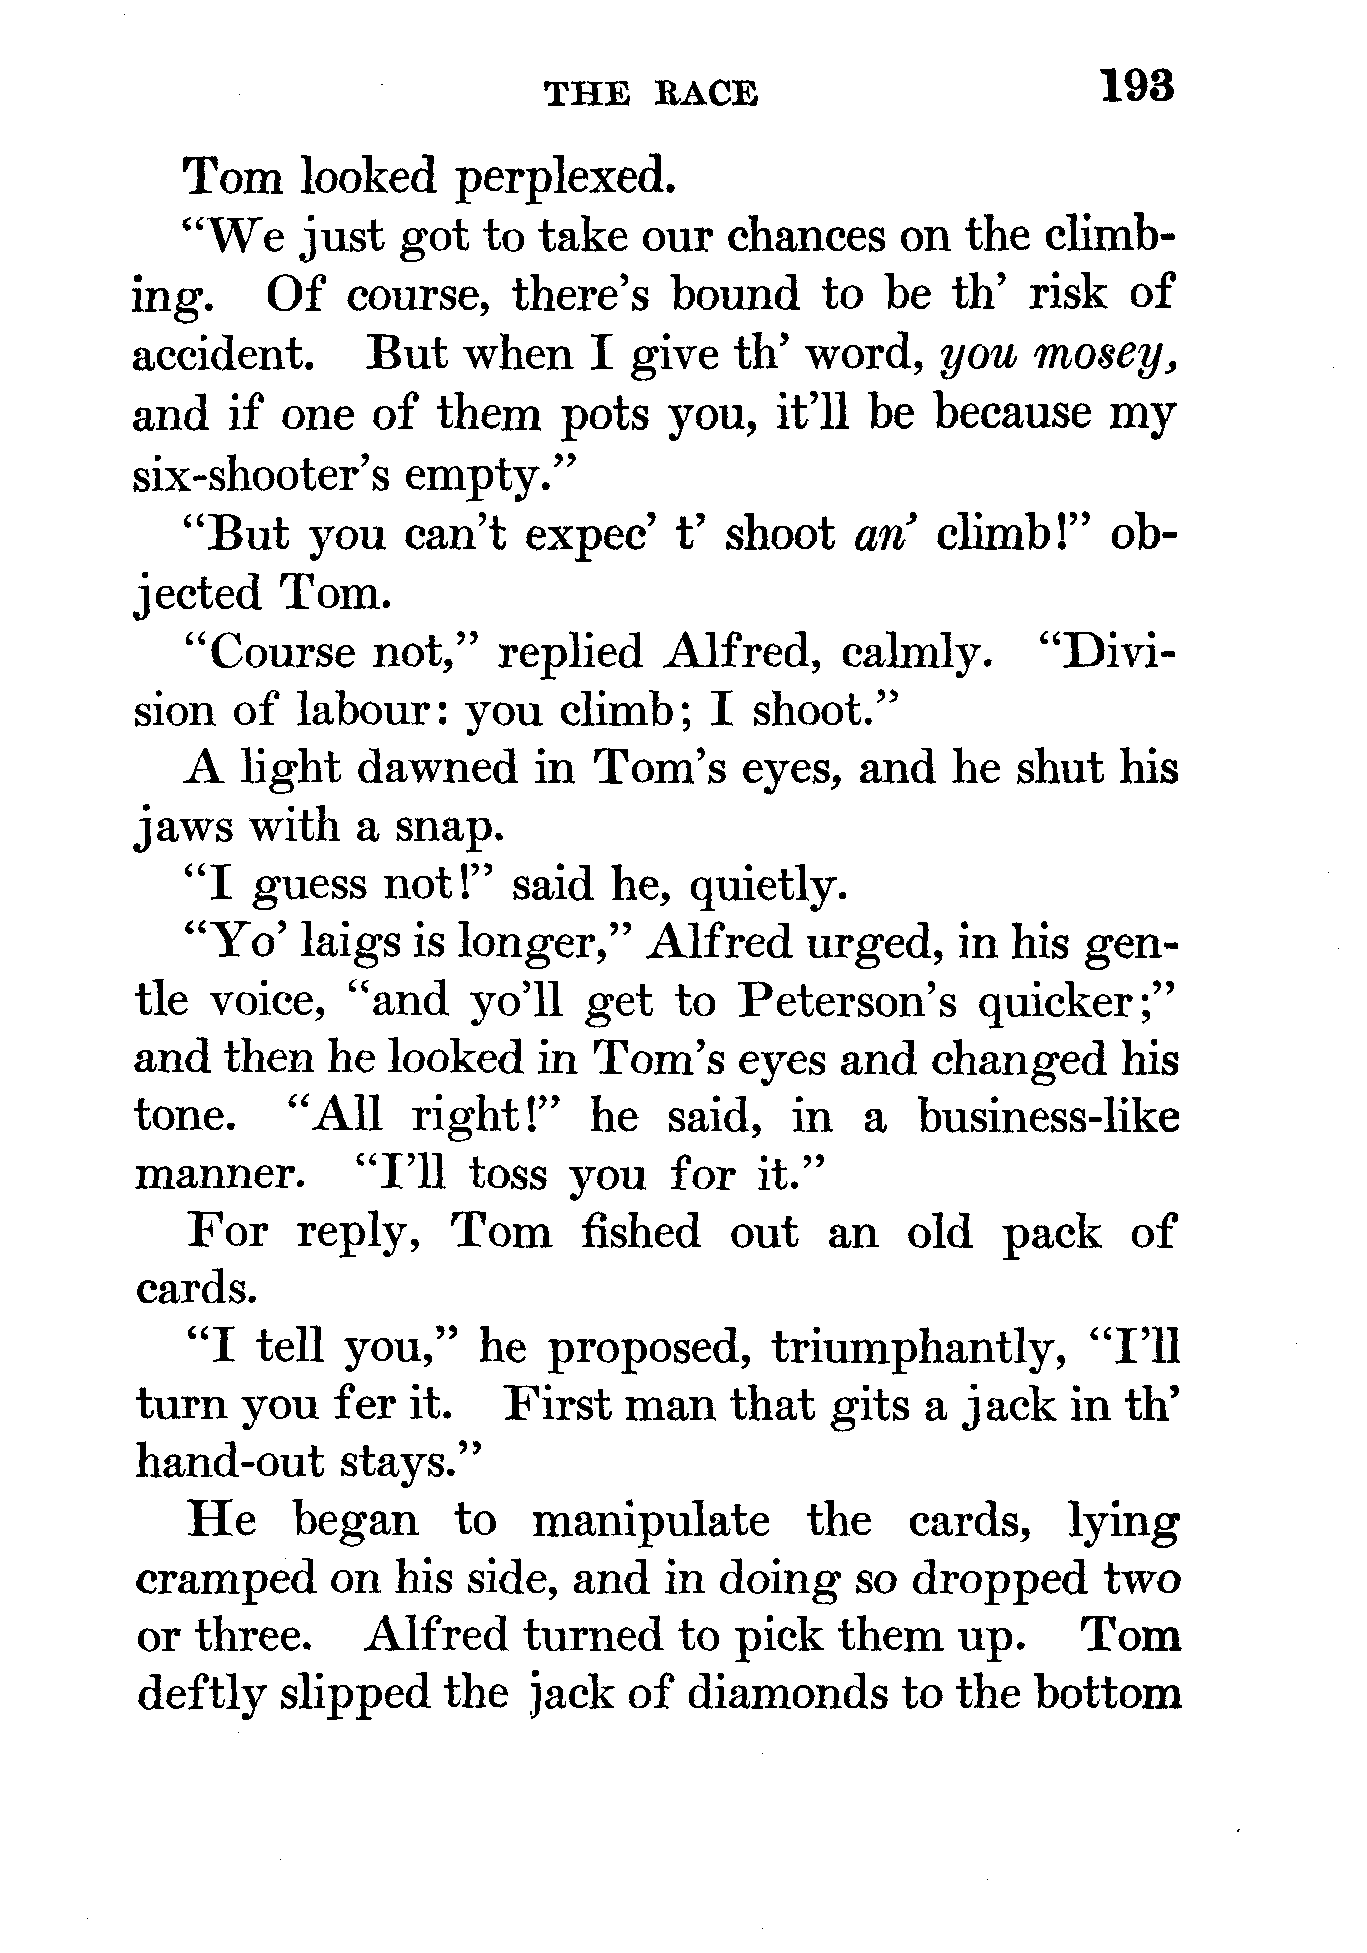 THE RACE 193
Tom looked perplexed.
“We just got to take our chances on the climb-
ing. Of course, there’s bound to be th’ risk of
accident. But when I give th’ word, you mosey,
and if one of them pots you, it’ll be because my
six-shooter’s empty.”
“But you can’t expec’ t’ shoot an’ climb!” ob-
jected Tom.
“Course not,” replied Alfred, calmly. “Divi-
sion of labour: you climb; I shoot.”
A light dawned in Tom’s eyes, and he shut his
jaws with a snap.
“I guess not!” said he, quietly.
“Yo’ laigs is longer,” Alfred urged, in his gen-
tle voice, “and yo’ll get to Peterson’s quicker;”
and then he looked in Tom’s eyes and changed his
tone. “All right!” he said, in a business-like
manner. “I’ll toss you for it.”
For reply, Tom fished out an old pack of
cards.
“I tell you,” he proposed, triumphantly, “I’ll
turn you fer it. First man that gits a jack in th’
hand-out stays.”
He began to manipulate the cards, lying
cramped on his side, and in doing so dropped two
or three. Alfred turned to pick them up. Tom
deftly slipped the jack of diamonds to the bottom